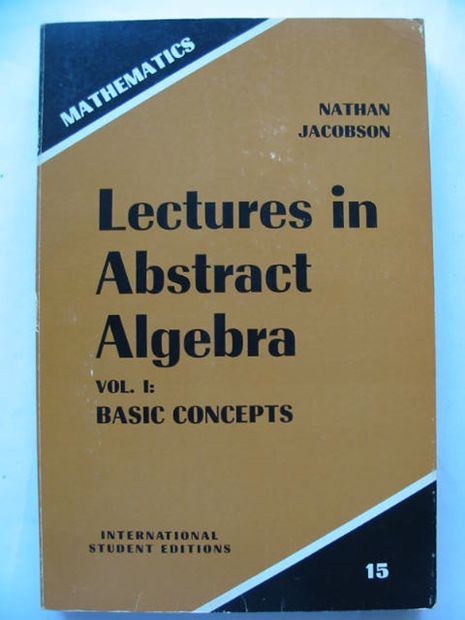 MATHEMATICS
NATHAN
JACOBSON
Lectures in
Abstract
Algebra
VOL. I:
BASIC CONCEPTS
INTERNATIONAL
STUDENT EDITIONS
15